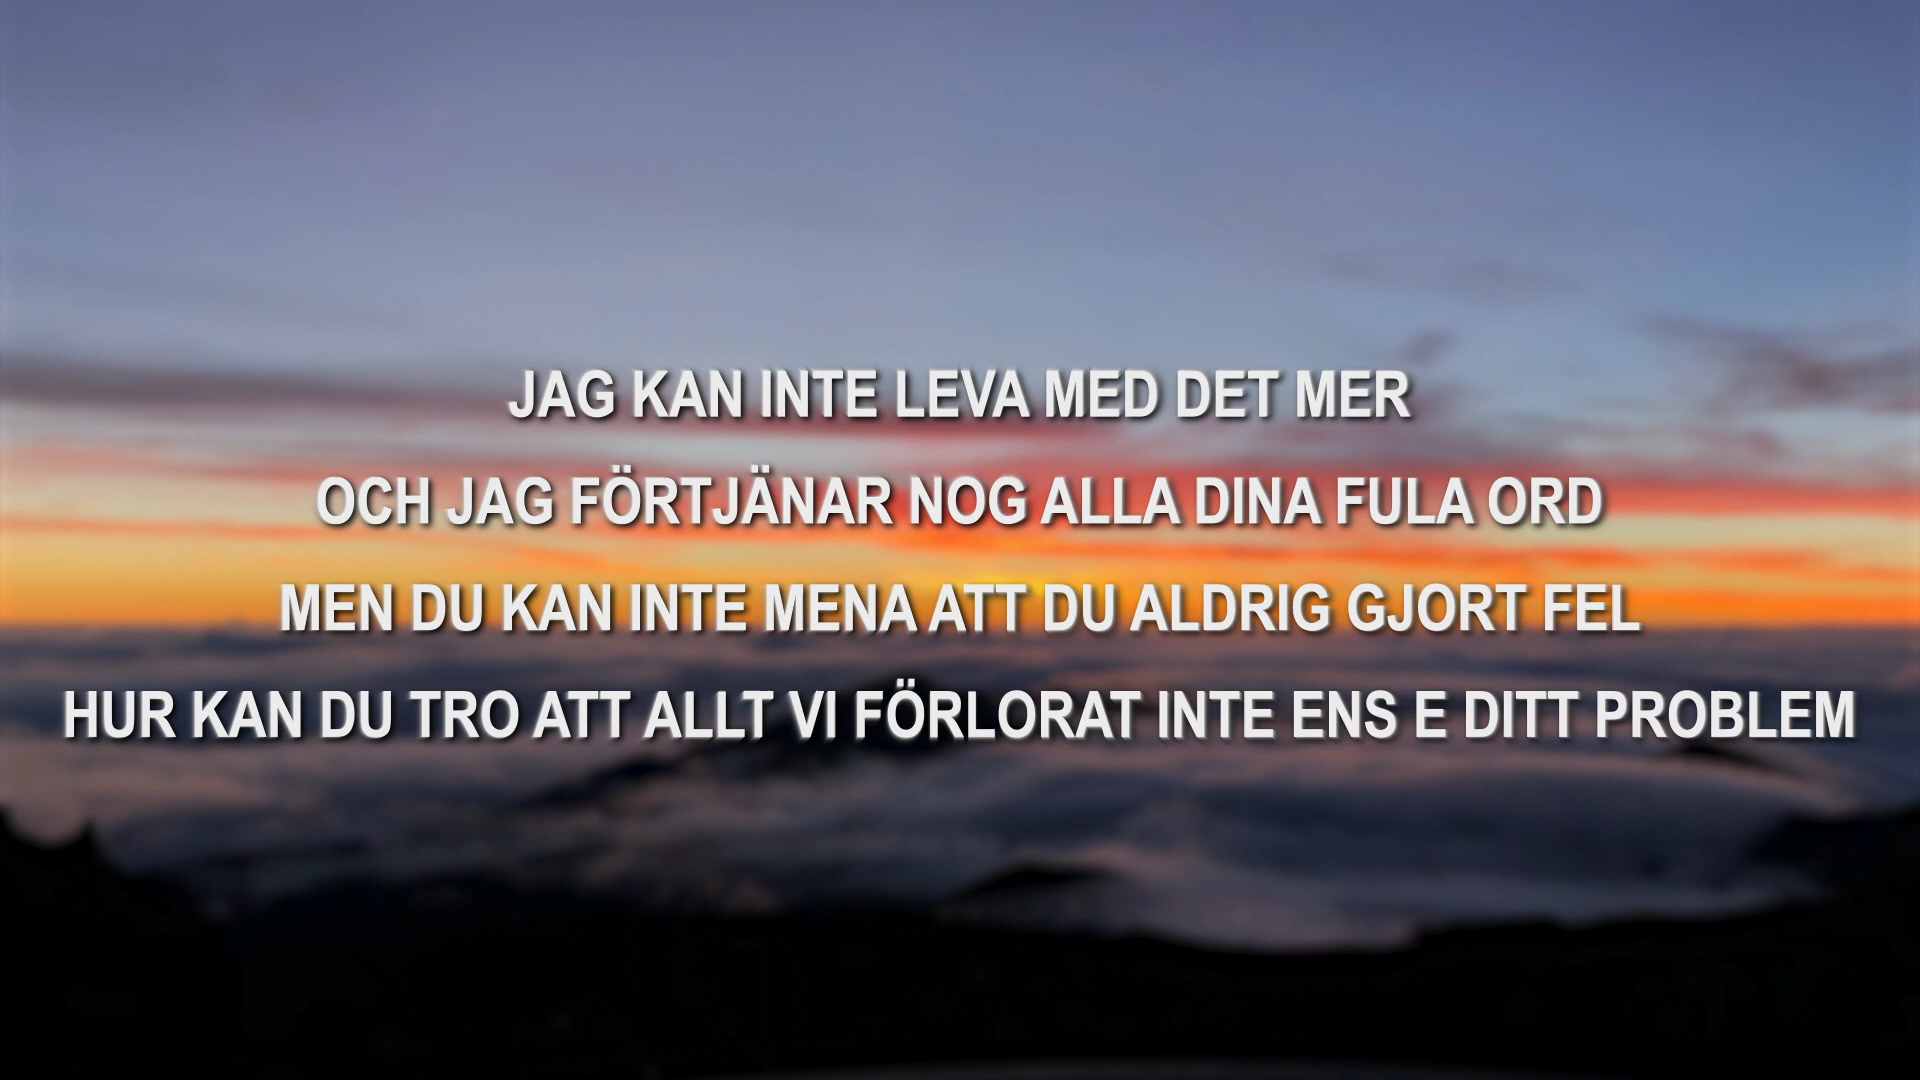 JAG KAN INTE LEVA MED DET MER
OCH JAG FÖRTJÄNAR NOG ALLA DINA FULA ORD
MEN DU KAN INTE MENA ATT DU ALDRIG GJORT FEL
HUR KAN DU TRO ATT ALLT VI FÖRLORAT INTE ENS E DITT PROBLEM